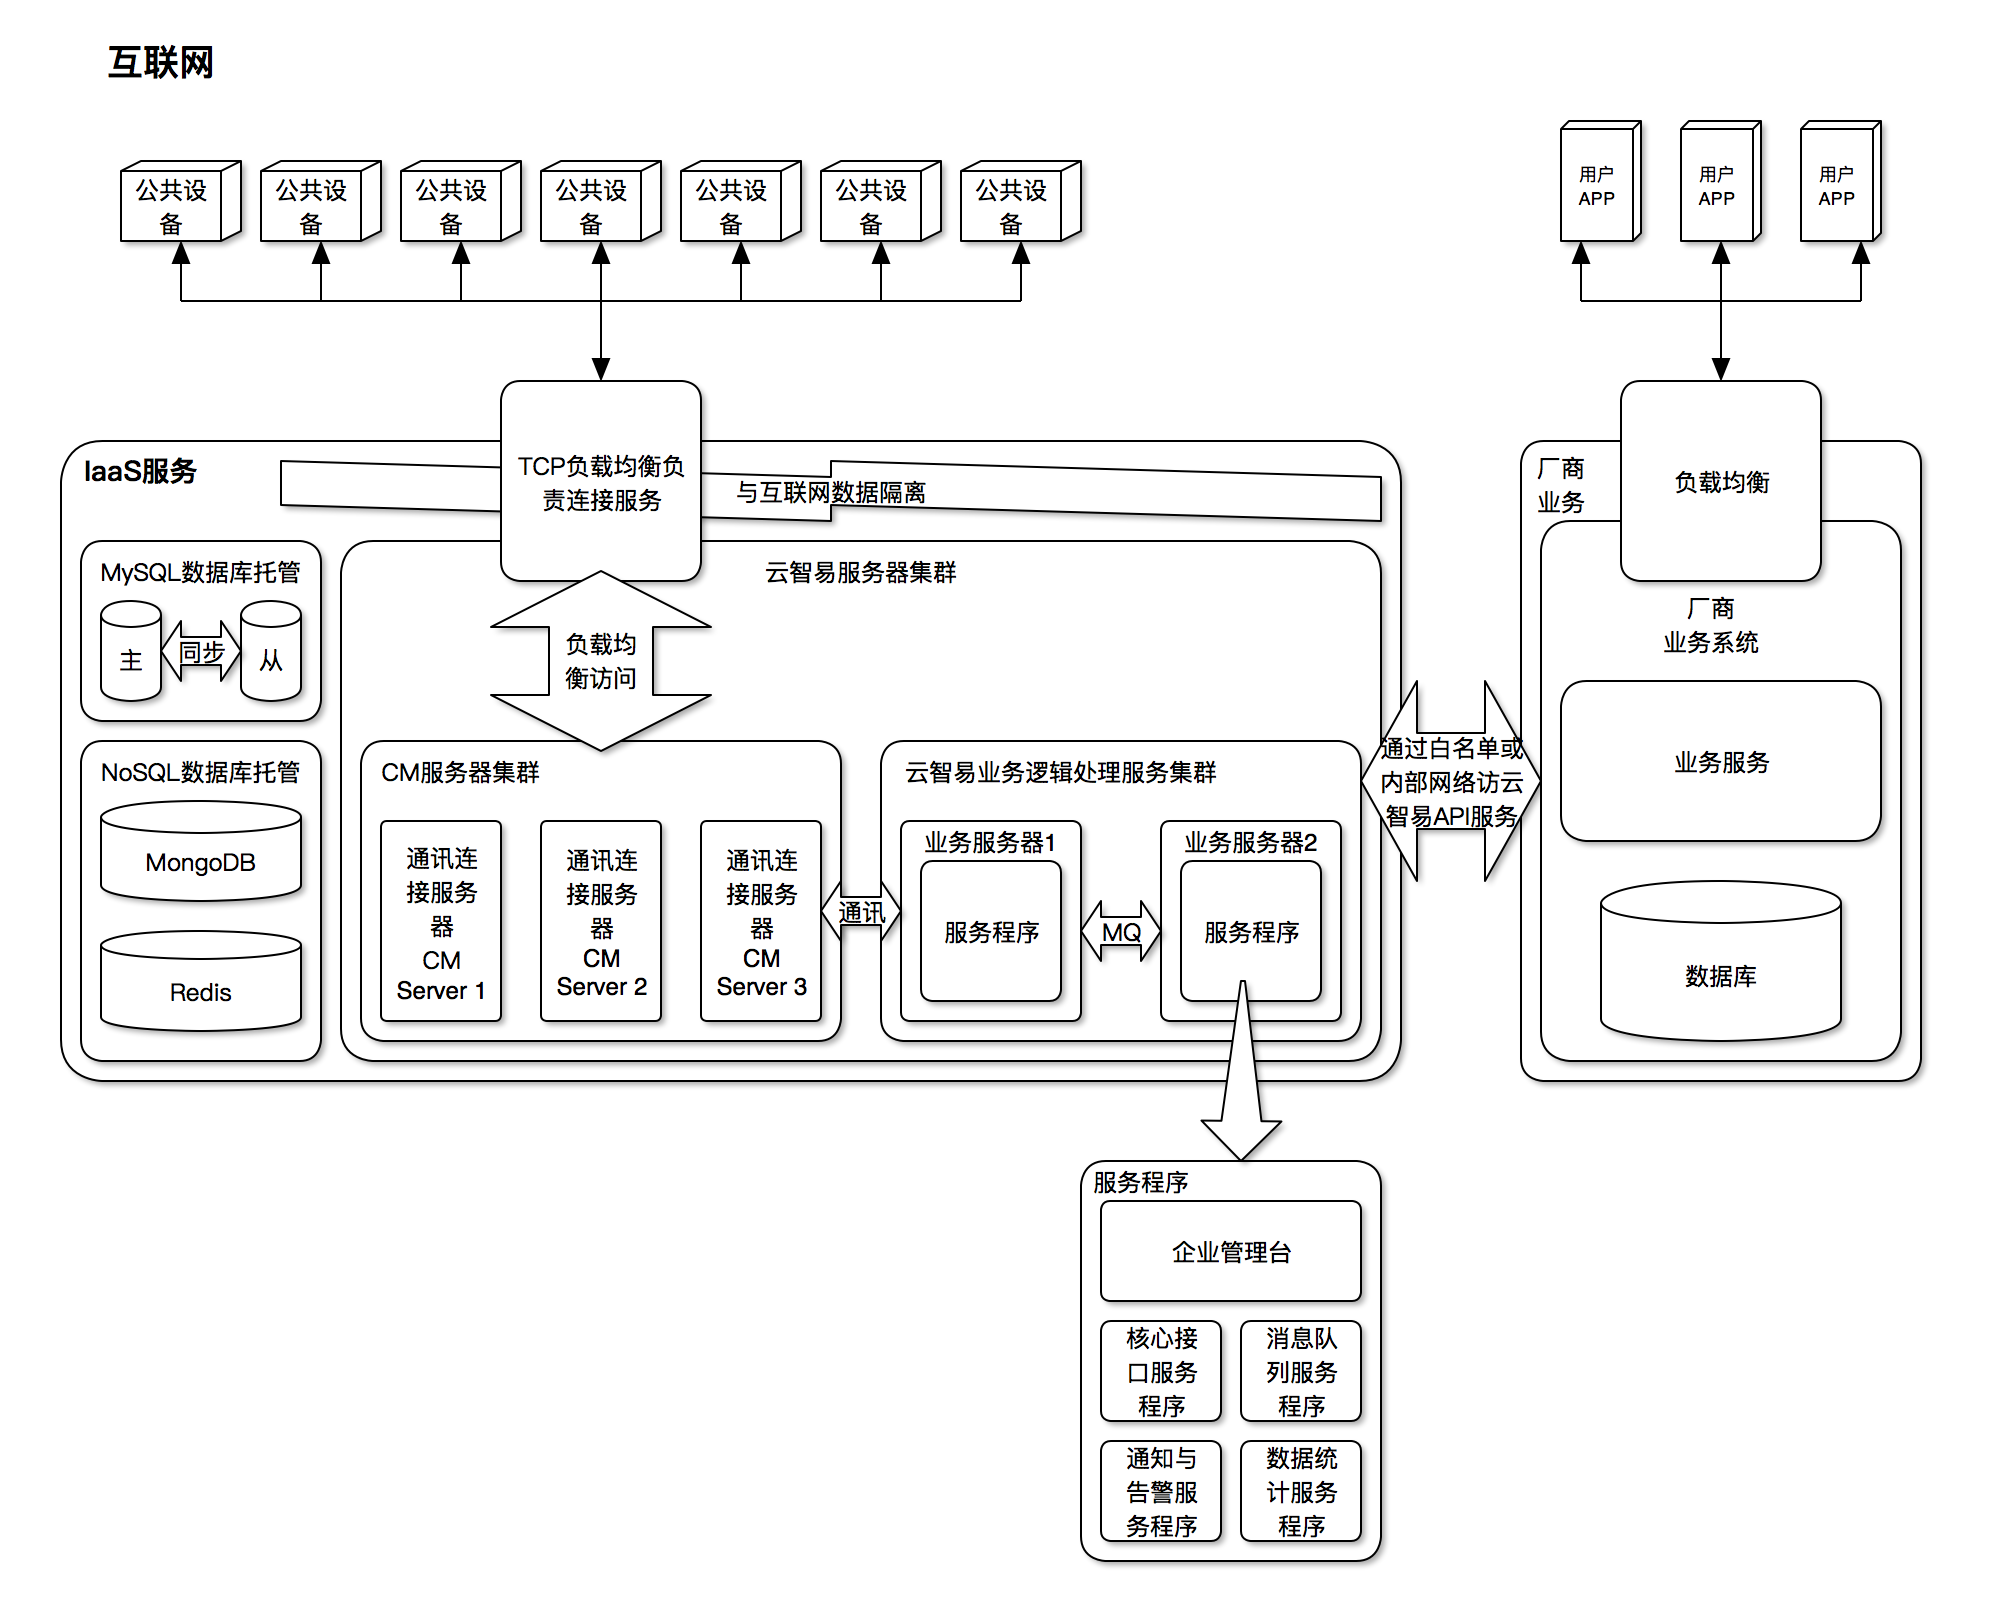 互联网
公共设
备
公共设
备
公共设
备
公共设
备
公共设
备
公共设
备
公共设
备
用户
APP
用户
APP
用户
APP
IaaS服务
TCP负载均衡负
责连接服务
与互联网数据隔离
厂商
业务
负载均衡
MySQL数据库托管
主
同步
从
云智易服务器集群
负载均
衡访问
厂商
业务系统
NoSQL数据库托管
MongoDB
Redis
CM服务器集群
通讯连
接服务
器
CM
Server 1
通讯连
接服务
器
CM
Server 2
通讯连
接服务
器
CM
Server 3
通讯
云智易业务逻辑处理服务集群
业务服务器1
服务程序
MQ
业务服务器2
服务程序
通过白名单或
内部网络访云
智易API服务
业务服务
数据库
服务程序
企业管理台
核心接
口服务
程序
消息队
列服务
程序
通知与
告警服
务程序
数据统
计服务
程序